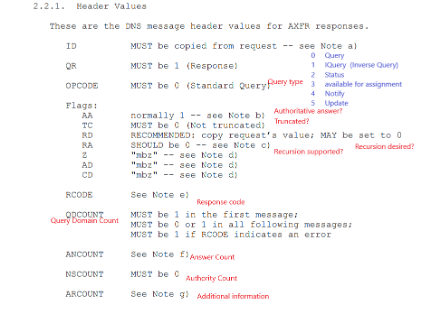 2.2.1. Header Values
These are the DNS message header values for AXFR responses.
ID MUST be copied from request -- see Note a)
0 Query
QR MUST be 1 (Response)
1 IQuery (Inverse Query)
2 Status
OPCODE MUST be 0 (Standard Query) Query type
3 available for assignment
4 Notify
5 Update
Flags:
Authoritative answer?
AA normally 1 -- see Note b)
TC MUST be 0 (Not truncated) Truncated?
RD RECOMMENDED: copy request's value; MAY be set to 0
RA SHOULD be 0 -- see Note c) Recursion desired?
Z "mbz" -- see Note d) Recursion supported?
AD "mbz" -- see Note d)
CD "mbz" -- see Note d)
RCODE See Note e)
Response code
QDCOUNT MUST be 1 in the first message;
Query Domain Count
MUST be 0 or 1 in all following messages;
MUST be 1 if RCODE indicates an error
ANCOUNT See Note f) Answer Count
NSCOUNT MUST be 0
Authority Count
ARCOUNT See Note g) Additional information